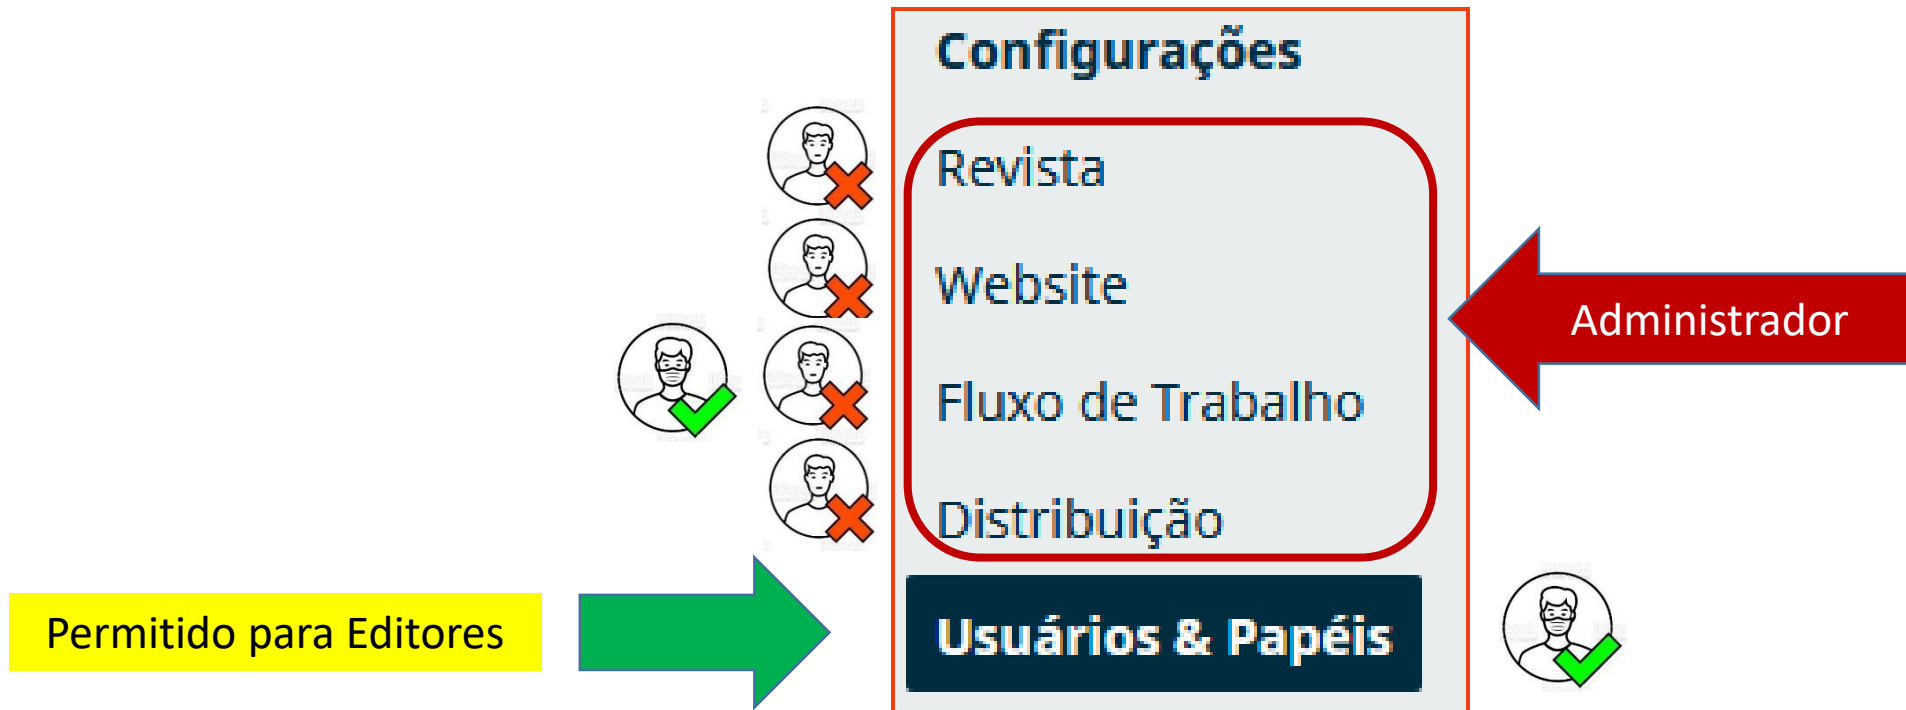 Configurações
Revista
Website
Administrador
Fluxo de Trabalho
Distribuição
Permitido para Editores
Usuários & Papéis